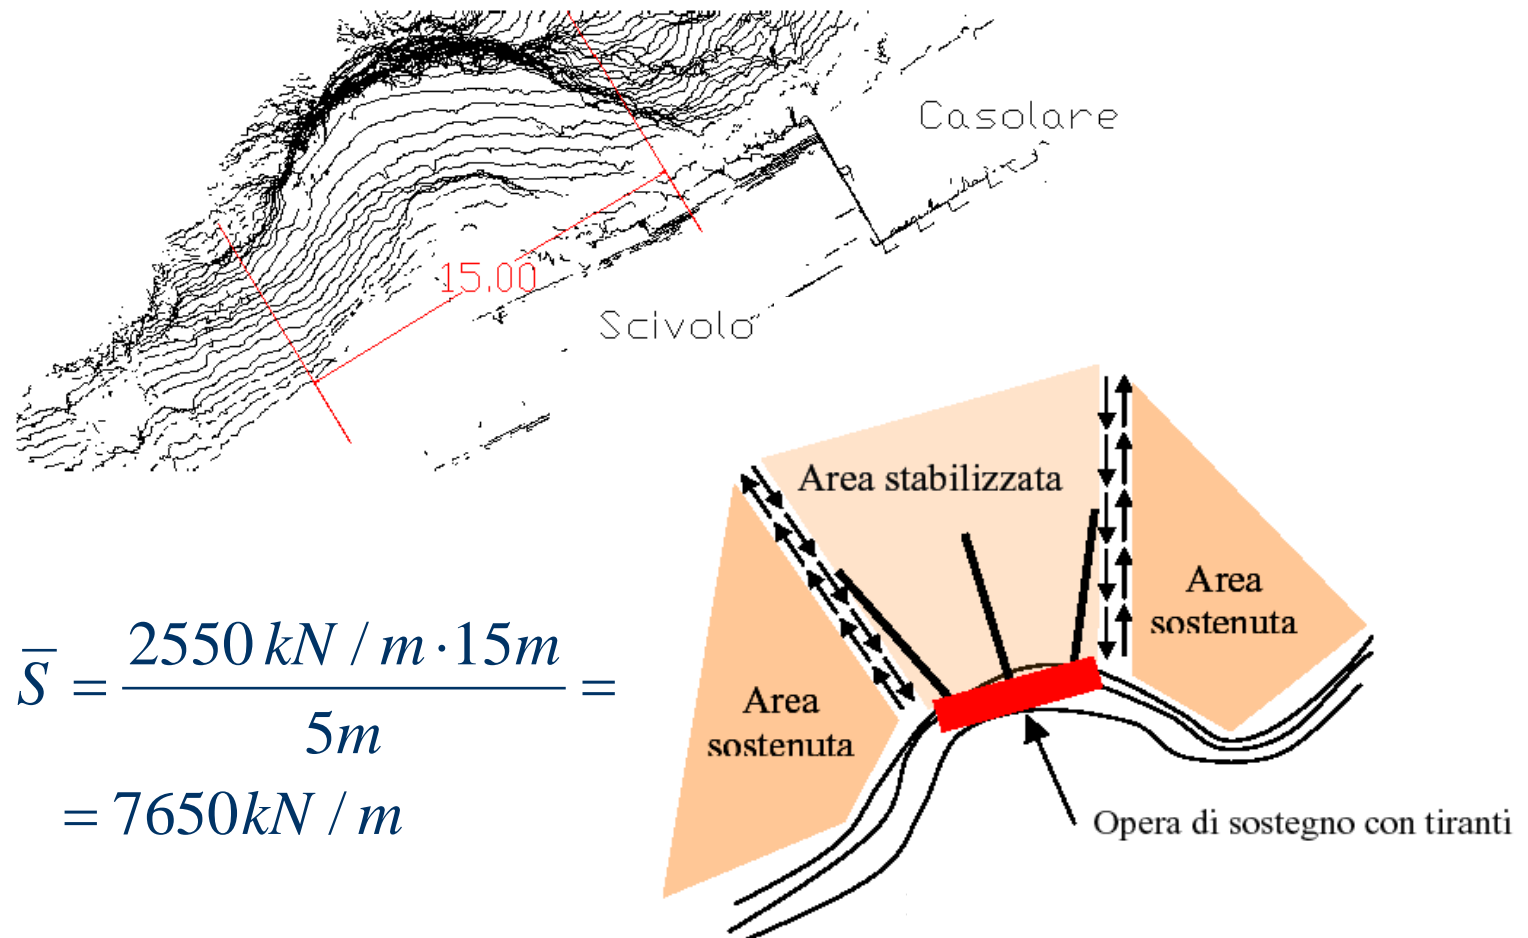 Casolare
15.00
Scivolo
Area stabilizzata
Area
sostenuta
Area
sostenuta
Opera di sostegno con tiranti
S̅ = 2550 kN / m · 15m / 5m =
= 7650kN / m